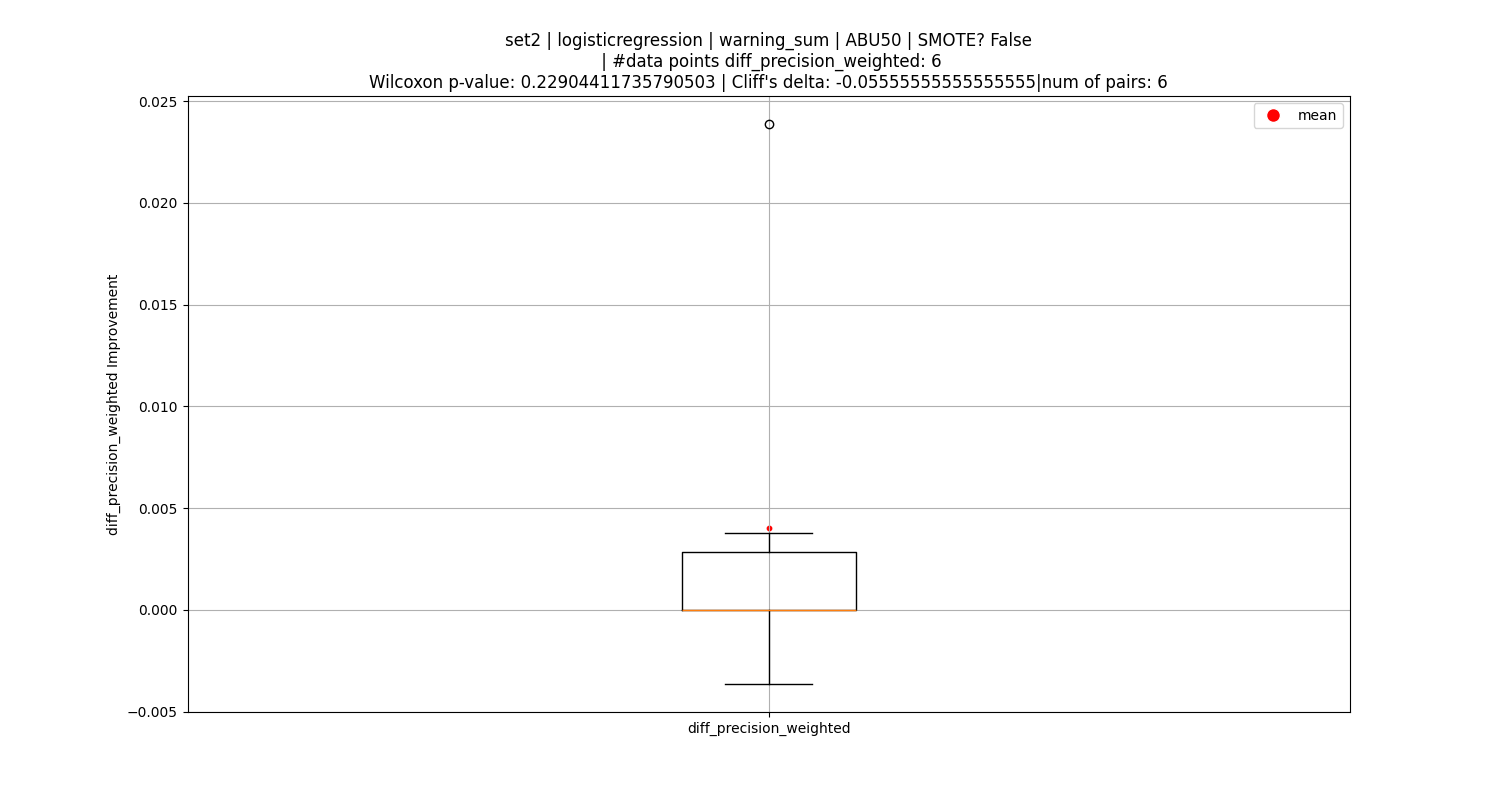 set2 | logisticregression | warning_sum | ABU50 | SMOTE? False
| #data points diff_precision_weighted: 6
Wilcoxon p-value: 0.22904411735790503 | Cliff's delta: -0.05555555555555555|num of pairs: 6
mean
0.025
0.020
0.015
0.010
0.005
0.000
−0.005
diff_precision_weighted Improvement
diff_precision_weighted